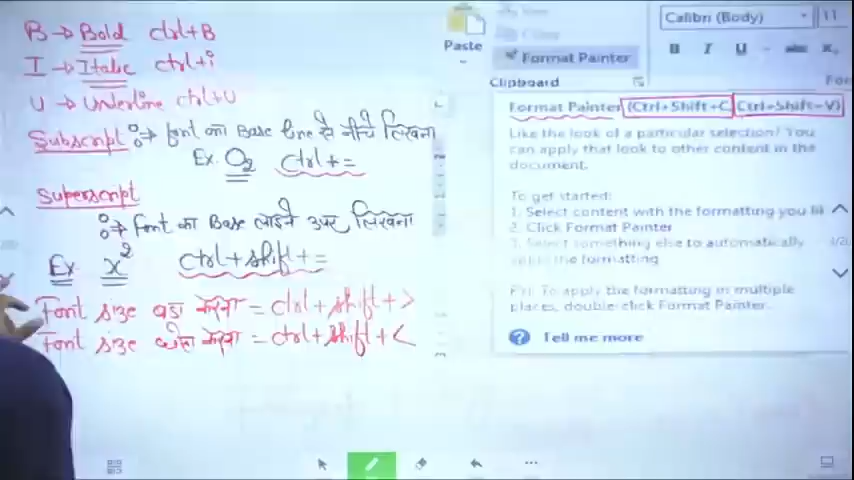 B → Bold ctrl+B
I → Italic ctrl+i
U → Underline ctrl+U
Subscript :→ font का Base line से नीचे लिखना
Ex. O₂ ctrl+=
Superscript
:→ font का Base लाईन उपर लिखना
Ex x² ctrl+shift+=
Font size बड़ा करना = ctrl+shift+>
Font size छोटा करना = ctrl+shift+<
Paste
Format Painter
Clipboard
Calibri (Body) 11
B I U abc X₂
Format Painter (Ctrl+Shift+C, Ctrl+Shift+V)
Like the look of a particular selection? You
can apply that look to other content in the
document.
To get started:
1. Select content with the formatting you
2. Click Format Painter
3. Select something else to automatically
apply the formatting
FYI: To apply the formatting in multiple
places, double-click Format Painter.
? Tell me more